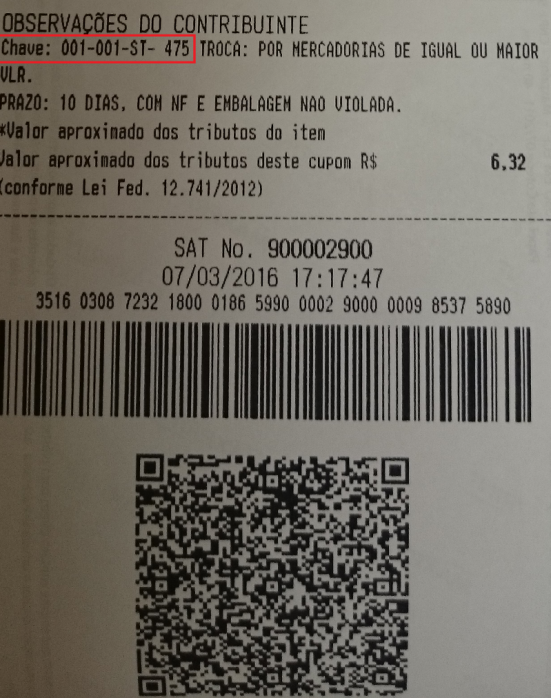 OBSERVAÇÕES DO CONTRIBUINTE
Chave: 001-001-ST- 475 TROCA: POR MERCADORIAS DE IGUAL OU MAIOR
VLR.
PRAZO: 10 DIAS, COM NF E EMBALAGEM NAO VIOLADA.
*Valor aproximado dos tributos do item
Valor aproximado dos tributos deste cupom R$ 6,32
(conforme Lei Fed. 12.741/2012)
SAT No. 900002900
07/03/2016 17:17:47
3516 0308 7232 1800 0186 5990 0002 9000 0009 8537 5890